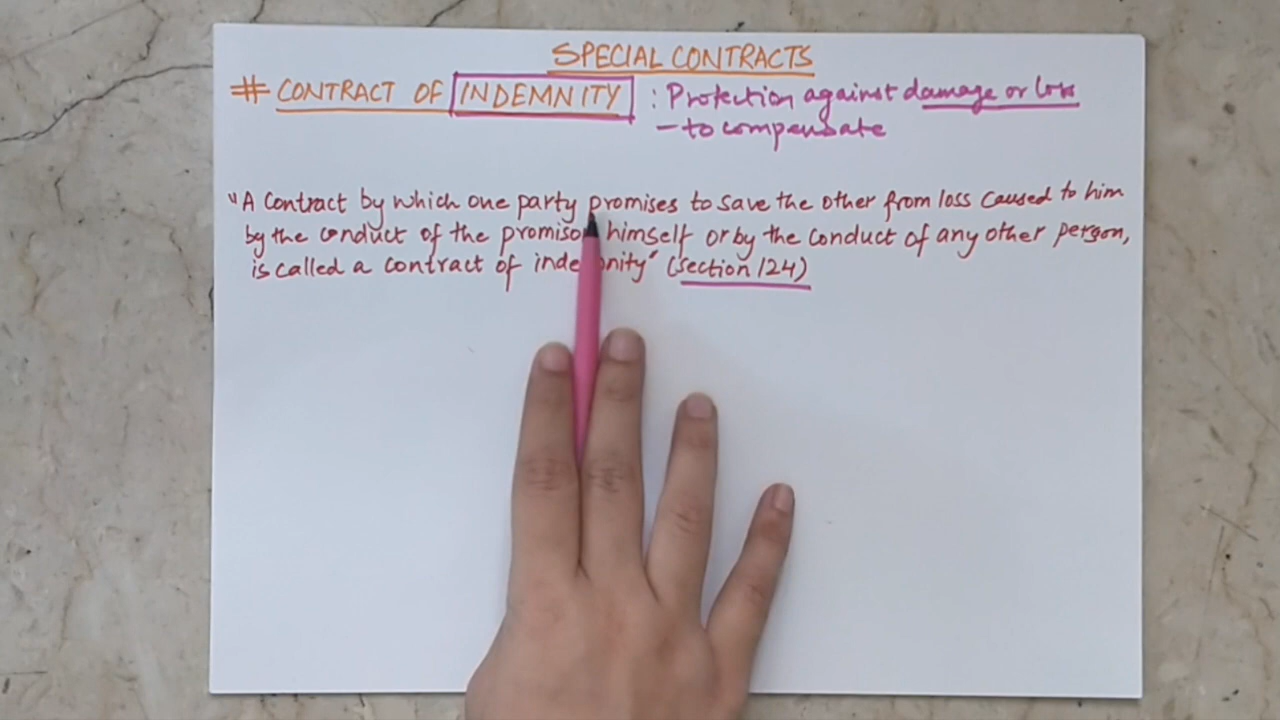 SPECIAL CONTRACTS
# CONTRACT OF INDEMNITY : Protection against damage or loss
- to compensate
"A Contract by which one party promises to save the other from loss caused to him
by the conduct of the promisor himself or by the conduct of any other person,
is called a contract of indemnity" (Section 124)